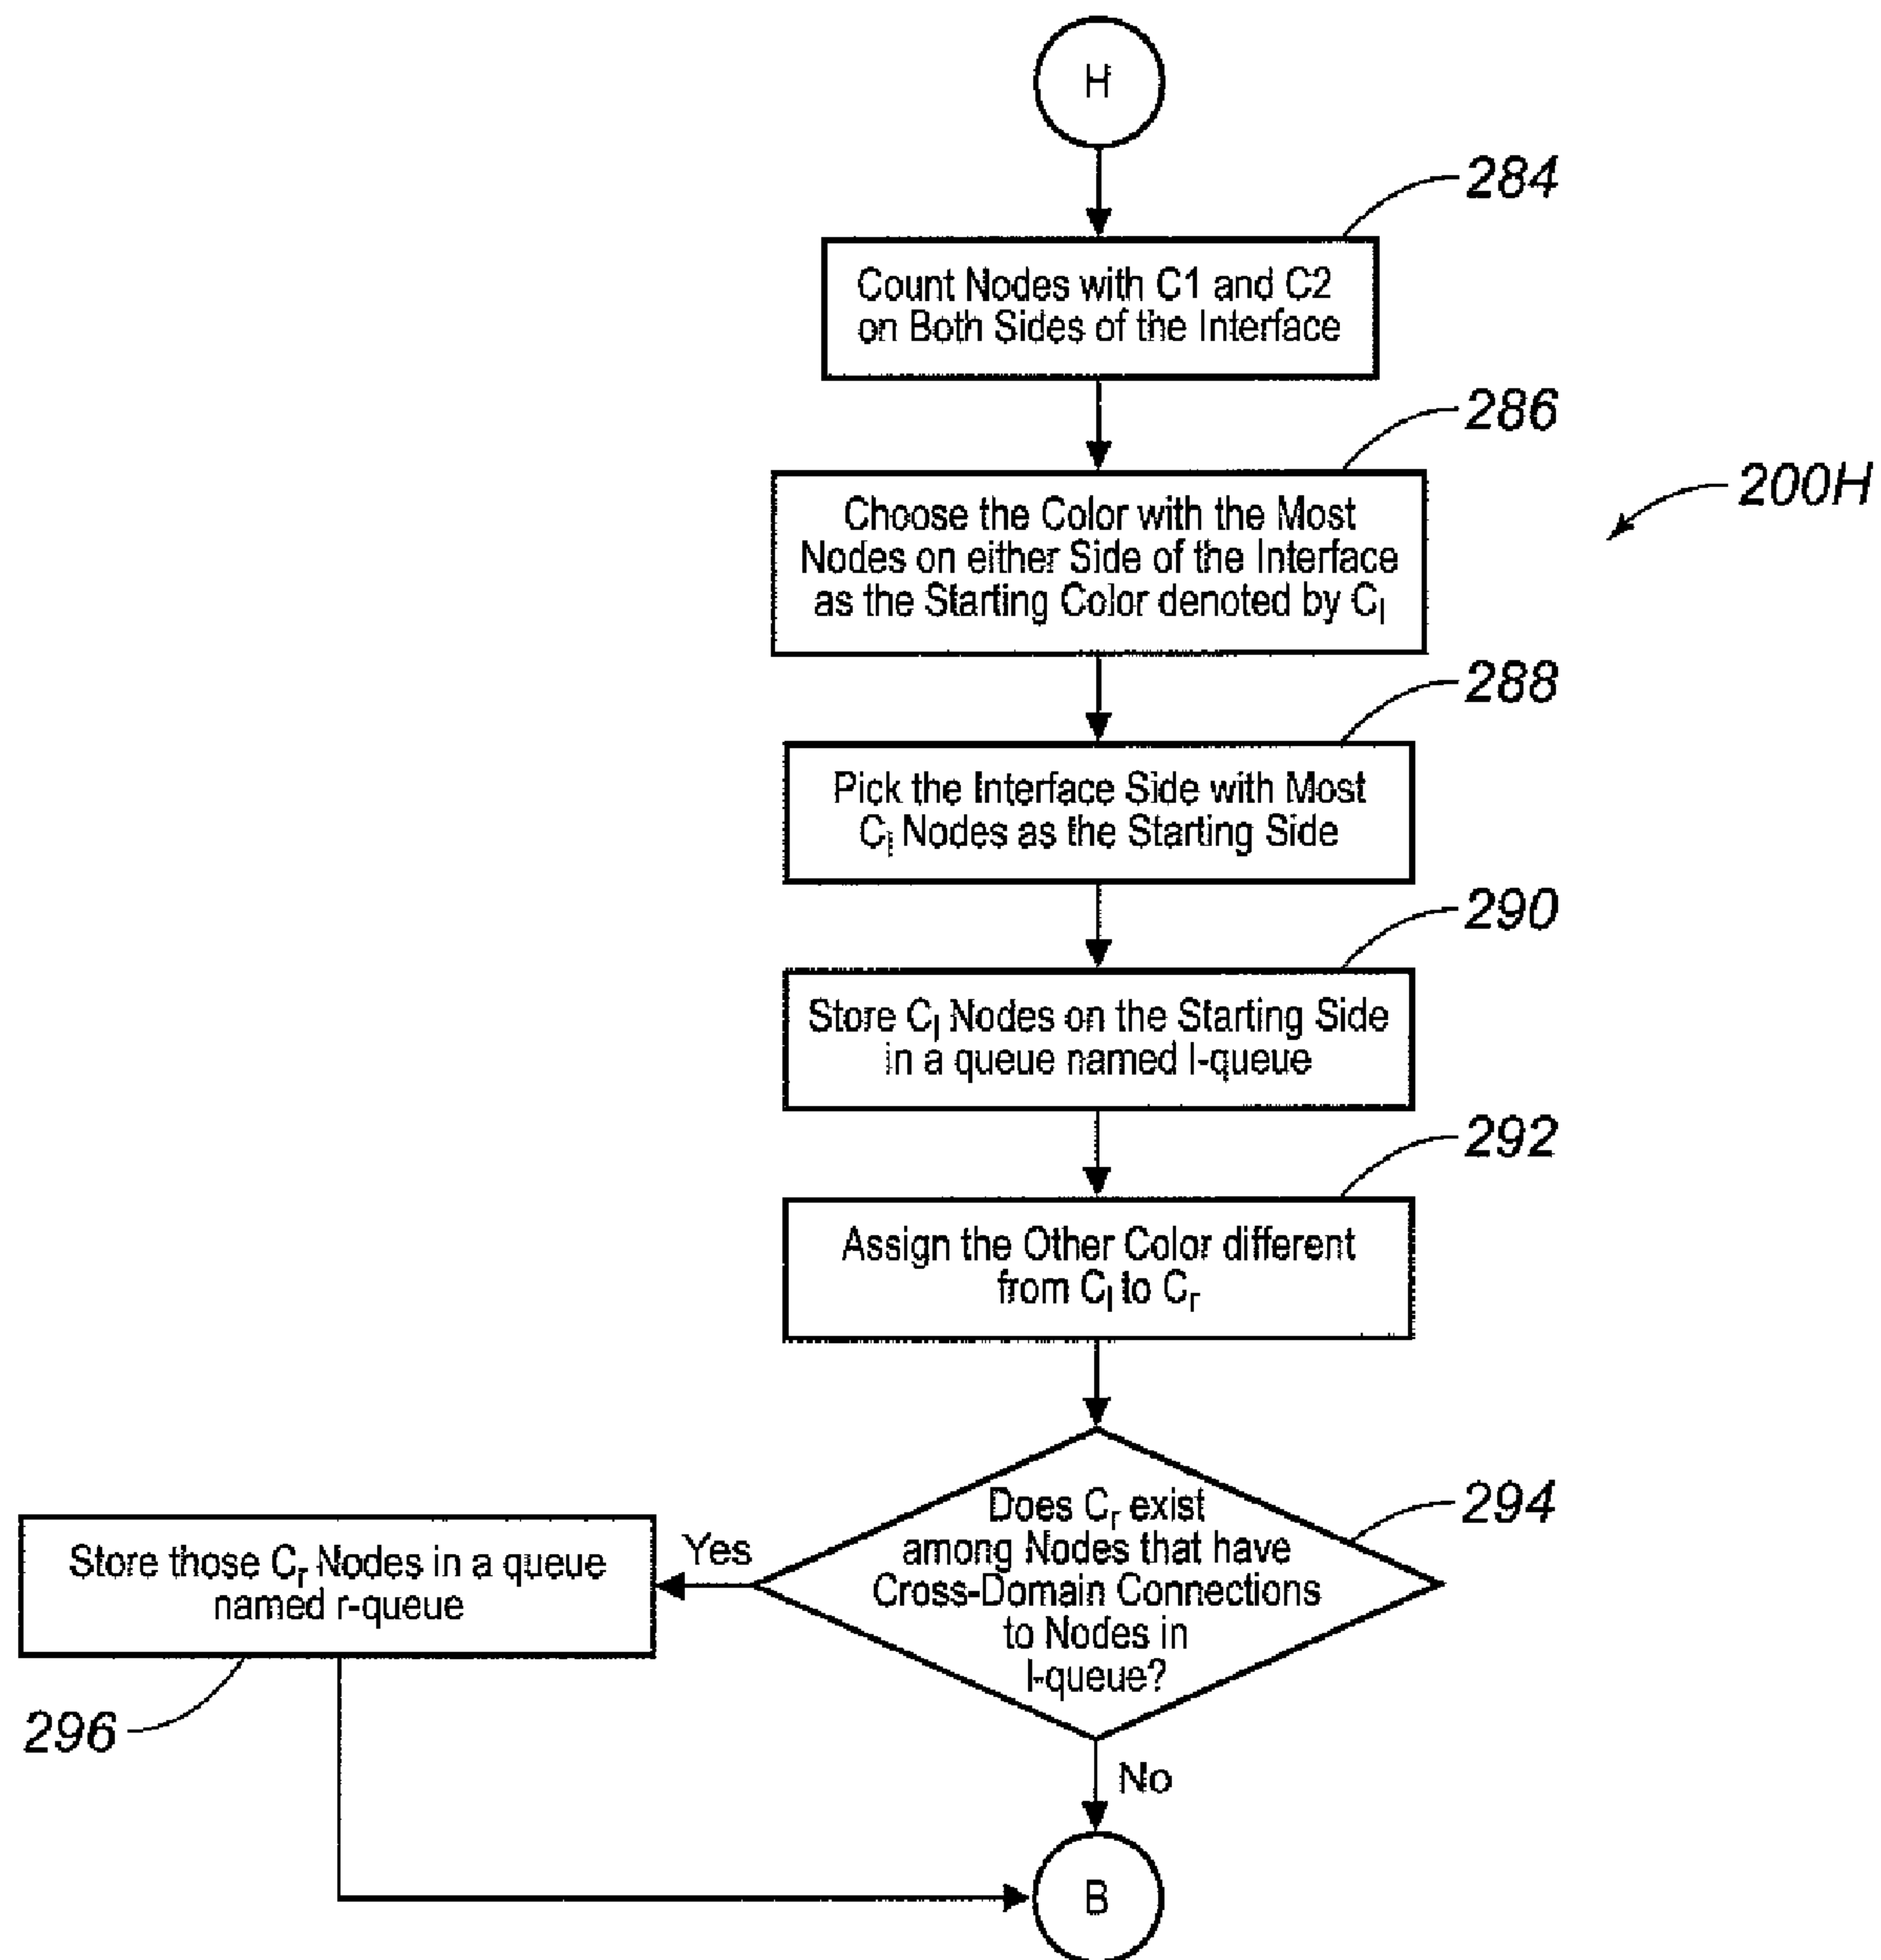 H
284
Count Nodes with C1 and C2
on Both Sides of the Interface
286
Choose the Color with the Most
Nodes on either Side of the Interface
as the Starting Color denoted by Cl
200H
288
Pick the Interface Side with Most
Cl Nodes as the Starting Side
290
Store Cl Nodes on the Starting Side
in a queue named l-queue
292
Assign the Other Color different
from Cl to Cr
294
Does Cr exist
among Nodes that have
Cross-Domain Connections
to Nodes in
l-queue?
Yes
Store those Cr Nodes in a queue
named r-queue
296
No
B